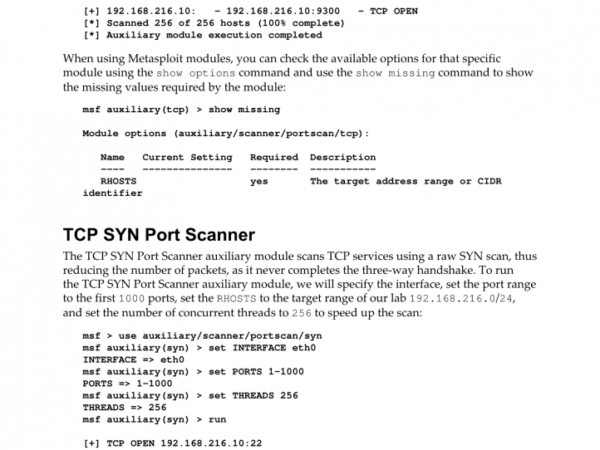 [+] 192.168.216.10:  - 192.168.216.10:9300  - TCP OPEN
[*] Scanned 256 of 256 hosts (100% complete)
[*] Auxiliary module execution completed
When using Metasploit modules, you can check the available options for that specific
module using the show options command and use the show missing command to show
the missing values required by the module:
msf auxiliary(tcp) > show missing
Module options (auxiliary/scanner/portscan/tcp):
Name  Current Setting  Required  Description
----  ---------------  --------  -----------
RHOSTS  yes  The target address range or CIDR
identifier
TCP SYN Port Scanner
The TCP SYN Port Scanner auxiliary module scans TCP services using a raw SYN scan, thus
reducing the number of packets, as it never completes the three-way handshake. To run
the TCP SYN Port Scanner auxiliary module, we will specify the interface, set the port range
to the first 1000 ports, set the RHOSTS to the target range of our lab 192.168.216.0/24,
and set the number of concurrent threads to 256 to speed up the scan:
msf > use auxiliary/scanner/portscan/syn
msf auxiliary(syn) > set INTERFACE eth0
INTERFACE => eth0
msf auxiliary(syn) > set PORTS 1-1000
PORTS => 1-1000
msf auxiliary(syn) > set THREADS 256
THREADS => 256
msf auxiliary(syn) > run
[+] TCP OPEN 192.168.216.10:22